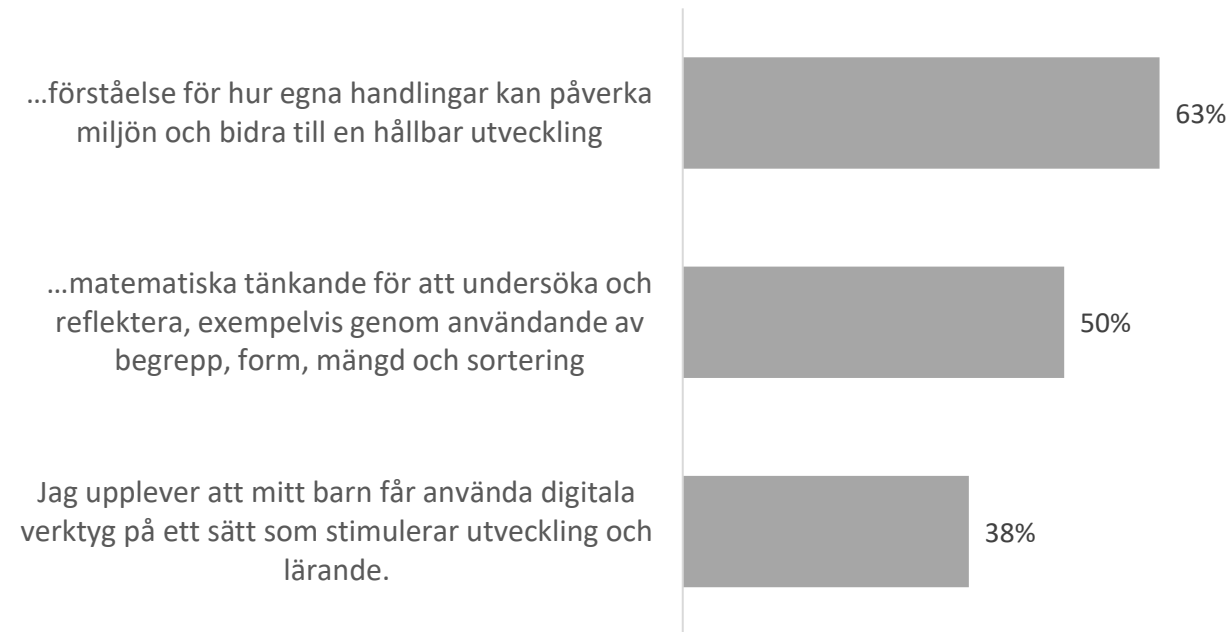 ...förståelse för hur egna handlingar kan påverka
miljön och bidra till en hållbar utveckling
63%
...matematiska tänkande för att undersöka och
reflektera, exempelvis genom användande av
begrepp, form, mängd och sortering
50%
Jag upplever att mitt barn får använda digitala
verktyg på ett sätt som stimulerar utveckling och
lärande.
38%